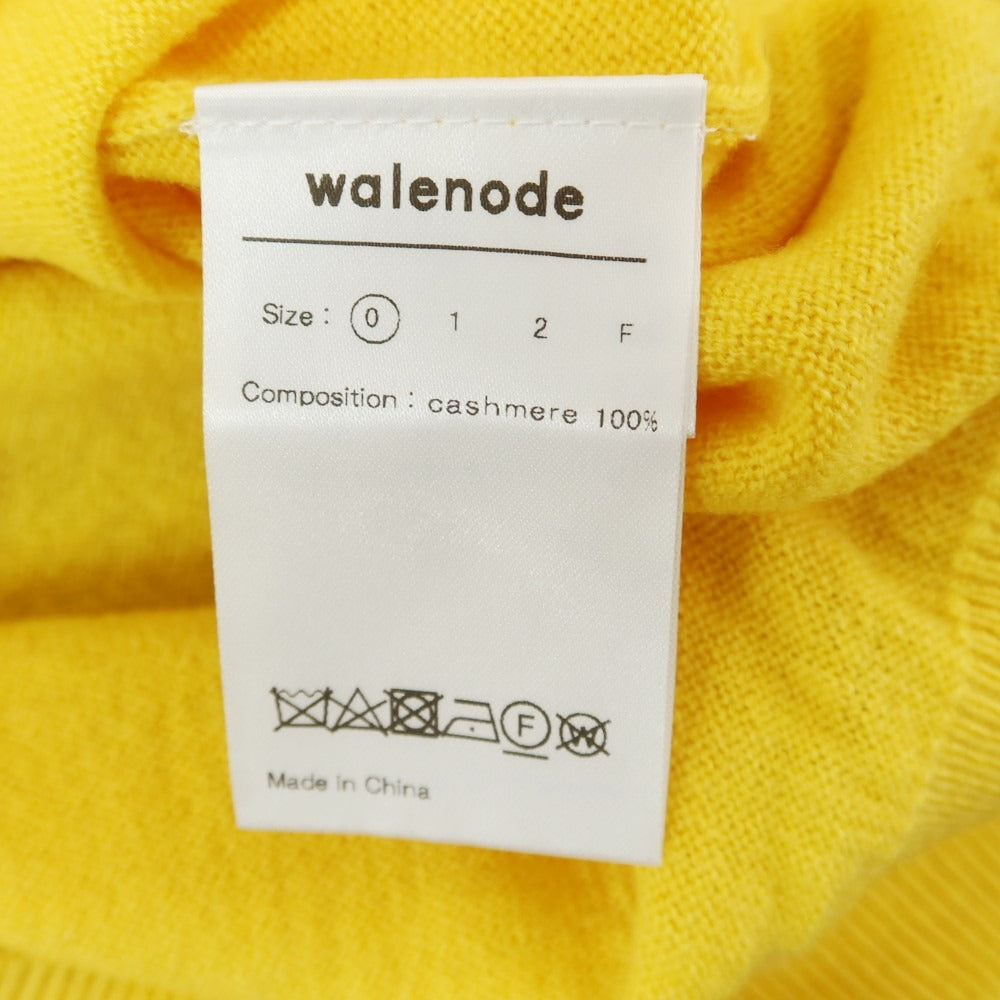 walenode
Size : 0 1 2 F
Composition : cashmere 100%
F W
Made in China